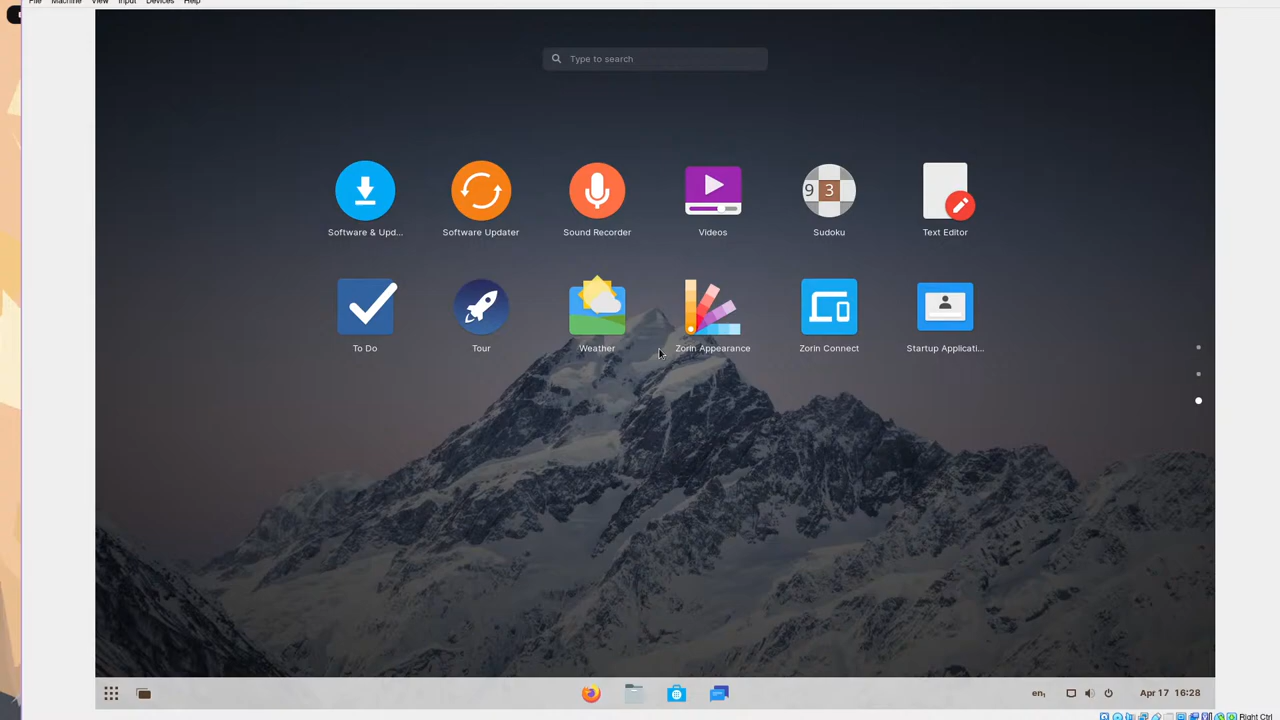 File Machine View Input Devices Help
Type to search
9 3
Software & Upd...
Software Updater
Sound Recorder
Videos
Sudoku
Text Editor
To Do
Tour
Weather
Zorin Appearance
Zorin Connect
Startup Applicati...
en₁
Apr 17 16:28
Right Ctrl